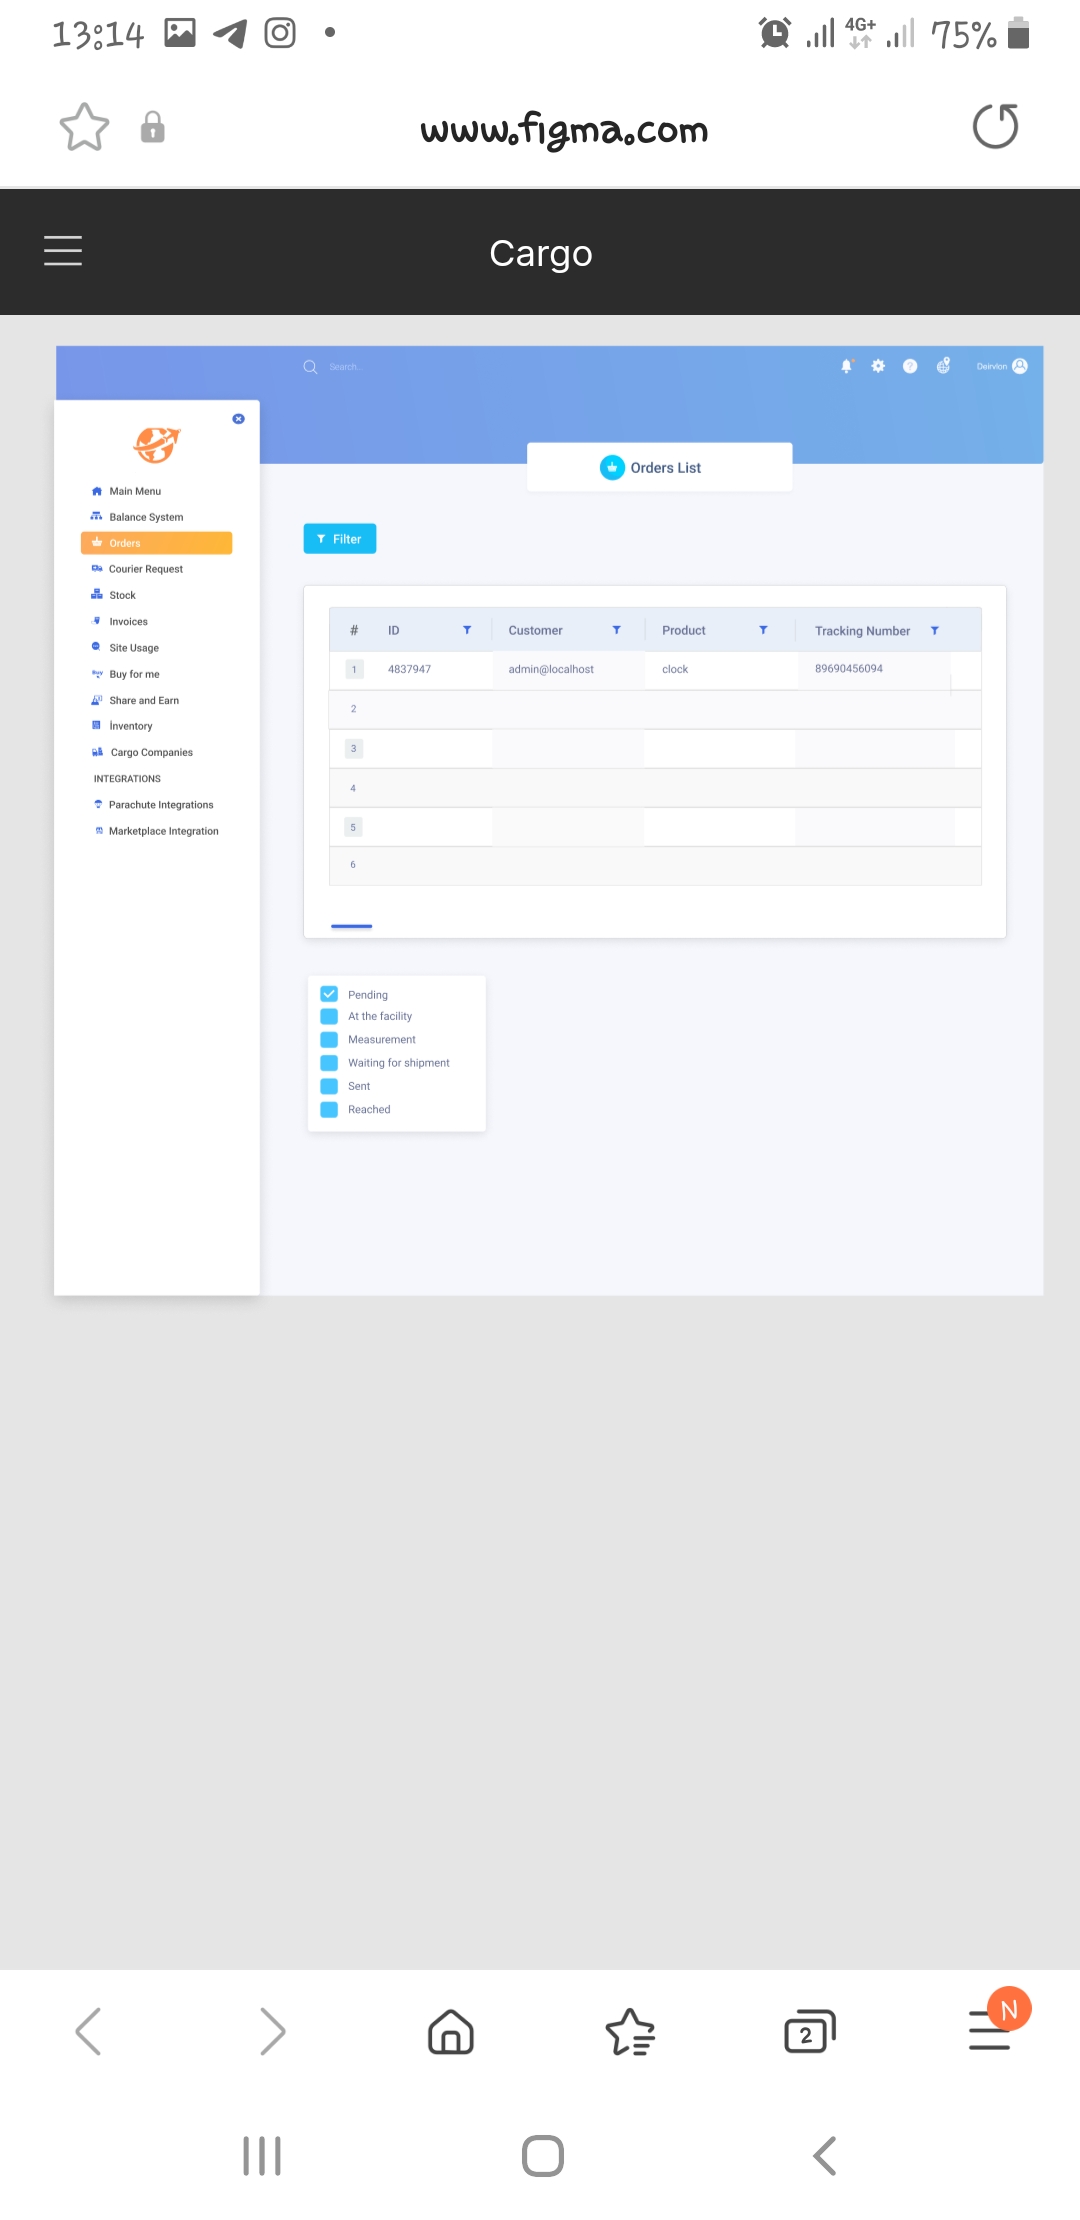 13:14 4G+ 75%
www.figma.com
Cargo
Search..
Deirvlon
Orders List
Main Menu
Balance System
Orders
Courier Request
Stock
Invoices
Site Usage
Buy Buy for me
Share and Earn
İnventory
Cargo Companies
INTEGRATIONS
Parachute Integrations
Marketplace Integration
Filter
# ID Customer Product Tracking Number
1 4837947 admin@localhost clock 89690456094
2
3
4
5
6
Pending
At the facility
Measurement
Waiting for shipment
Sent
Reached
2
N